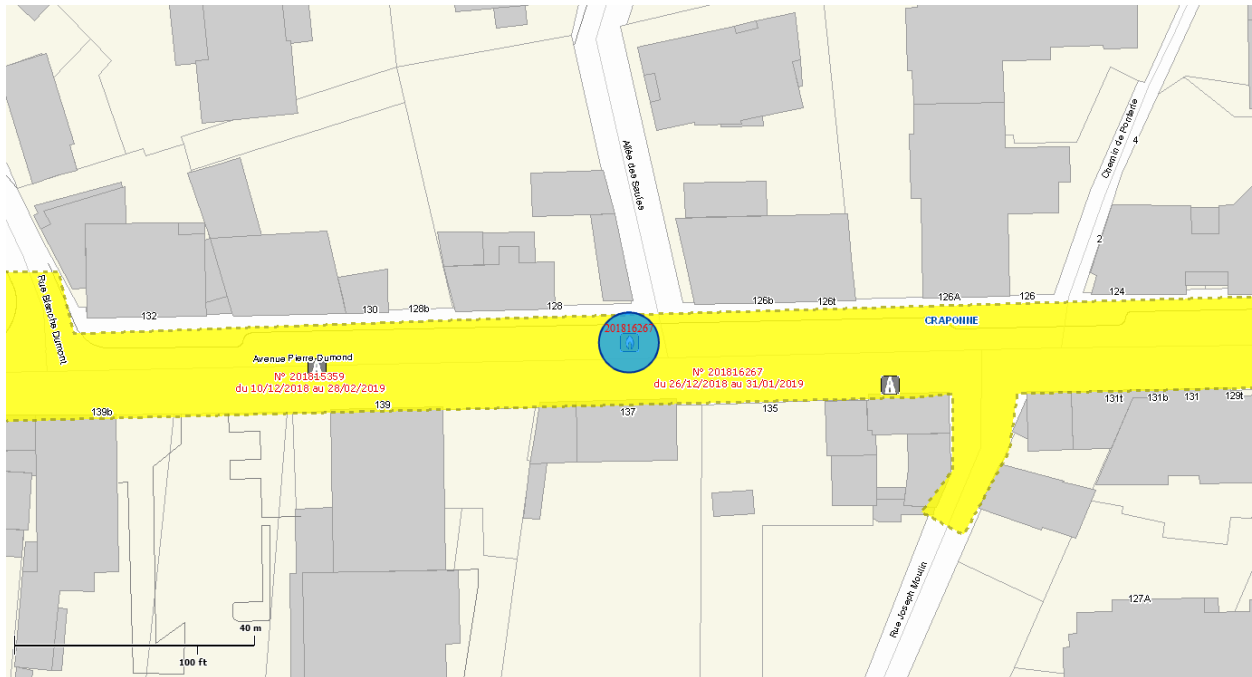 4
Chemin de Ponterle
Allée des Saules
2
Rue Blanche Dumont
132
130
128b
128
126b
126t
126A
126
124
201816267
CRAPONNE
Avenue Pierre Dumond
N° 201815359
du 10/12/2018 au 28/02/2019
N° 201816267
du 26/12/2018 au 31/01/2019
139b
139
137
135
131t
131b
131
129t
Rue Joseph Moulin
127A
40 m
100 ft